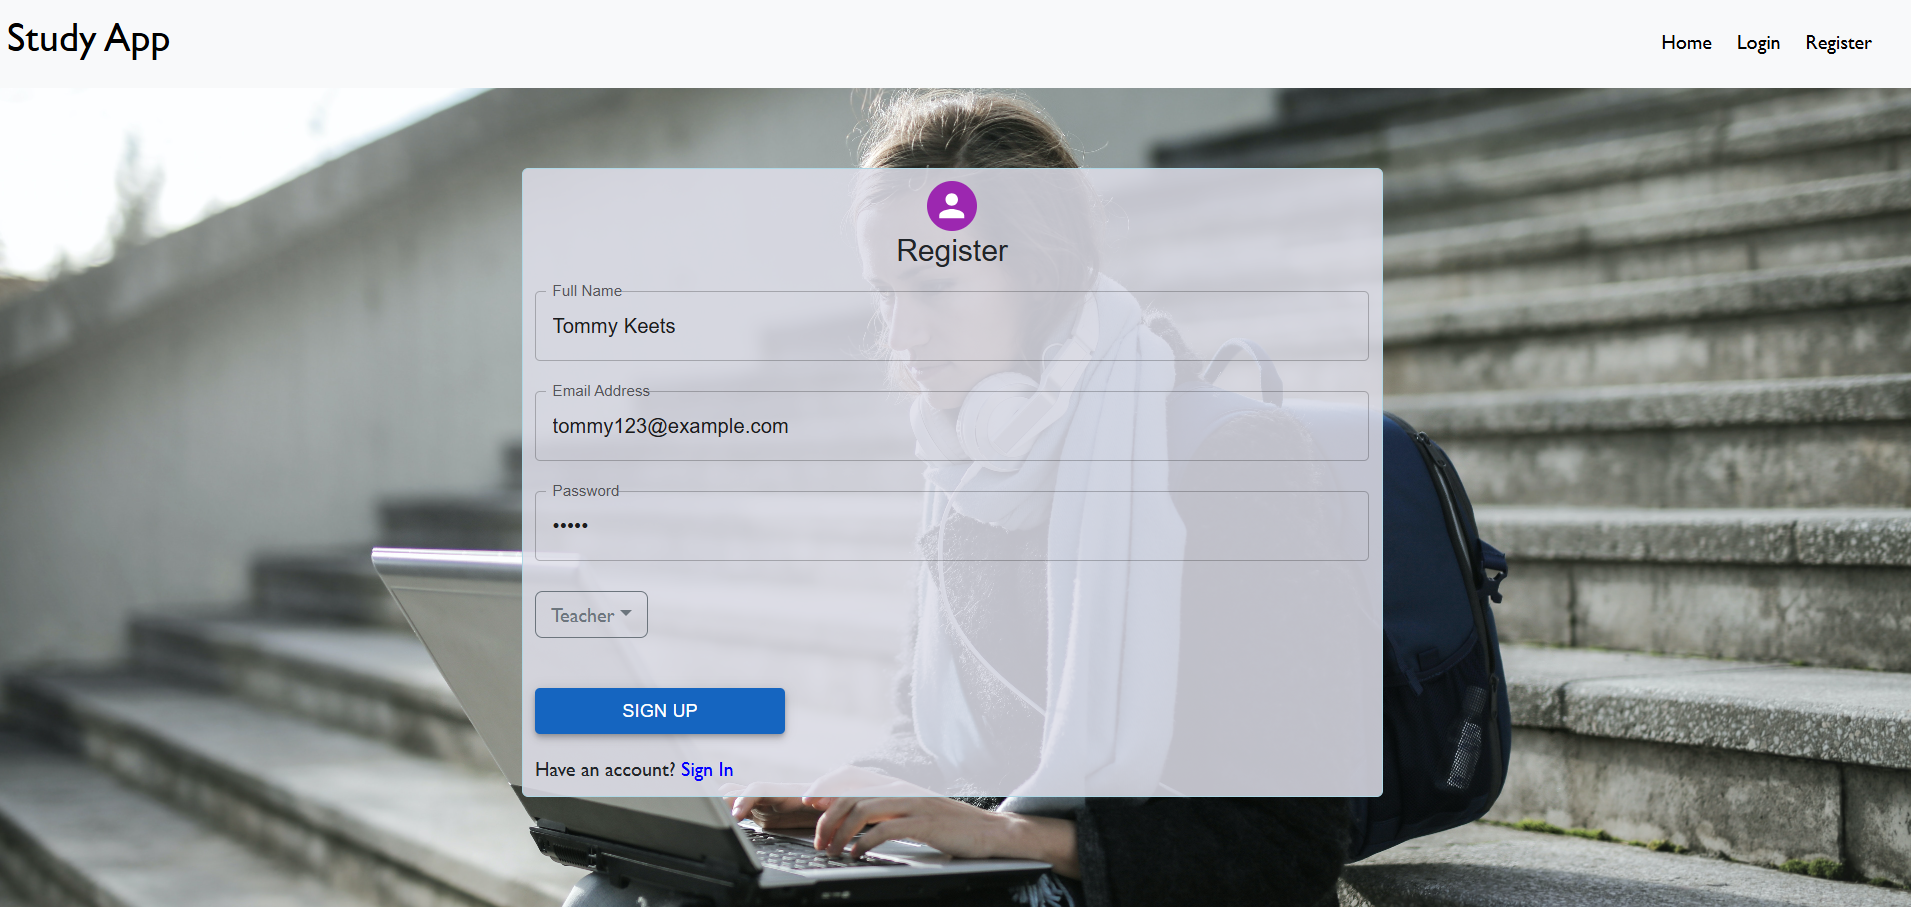 Study App
Home Login Register
Register
Full Name
Tommy Keets
Email Address
tommy123@example.com
Password
•••••
Teacher
SIGN UP
Have an account? Sign In